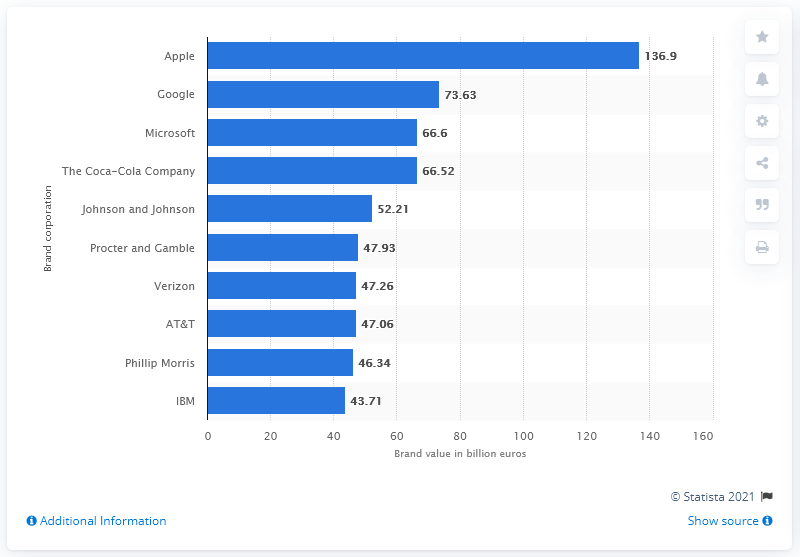 Apple 136.9
Google 73.63
Microsoft 66.6
The Coca-Cola Company 66.52
Johnson and Johnson 52.21
Procter and Gamble 47.93
Verizon 47.26
AT&T 47.06
Phillip Morris 46.34
IBM 43.71
Brand corporation
0 20 40 60 80 100 120 140 160
Brand value in billion euros
© Statista 2021
Additional Information
Show source